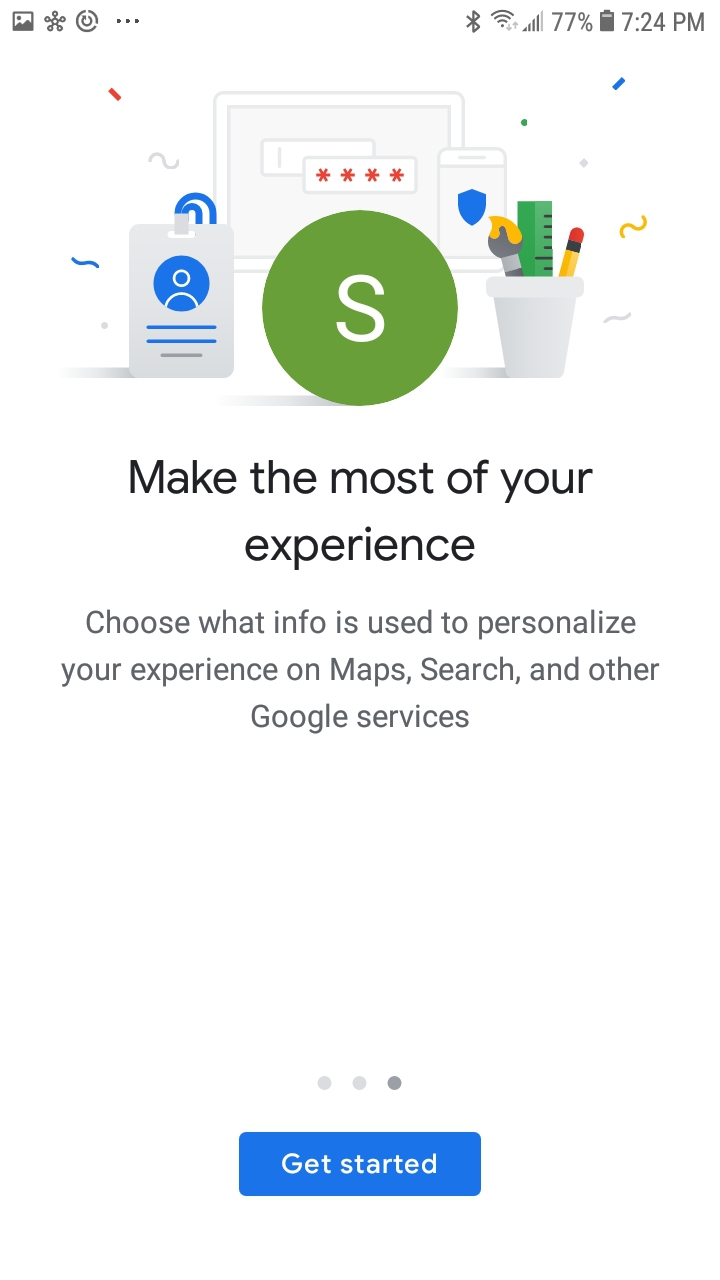 77% 7:24 PM
* * * *
S
Make the most of your
experience
Choose what info is used to personalize
your experience on Maps, Search, and other
Google services
Get started